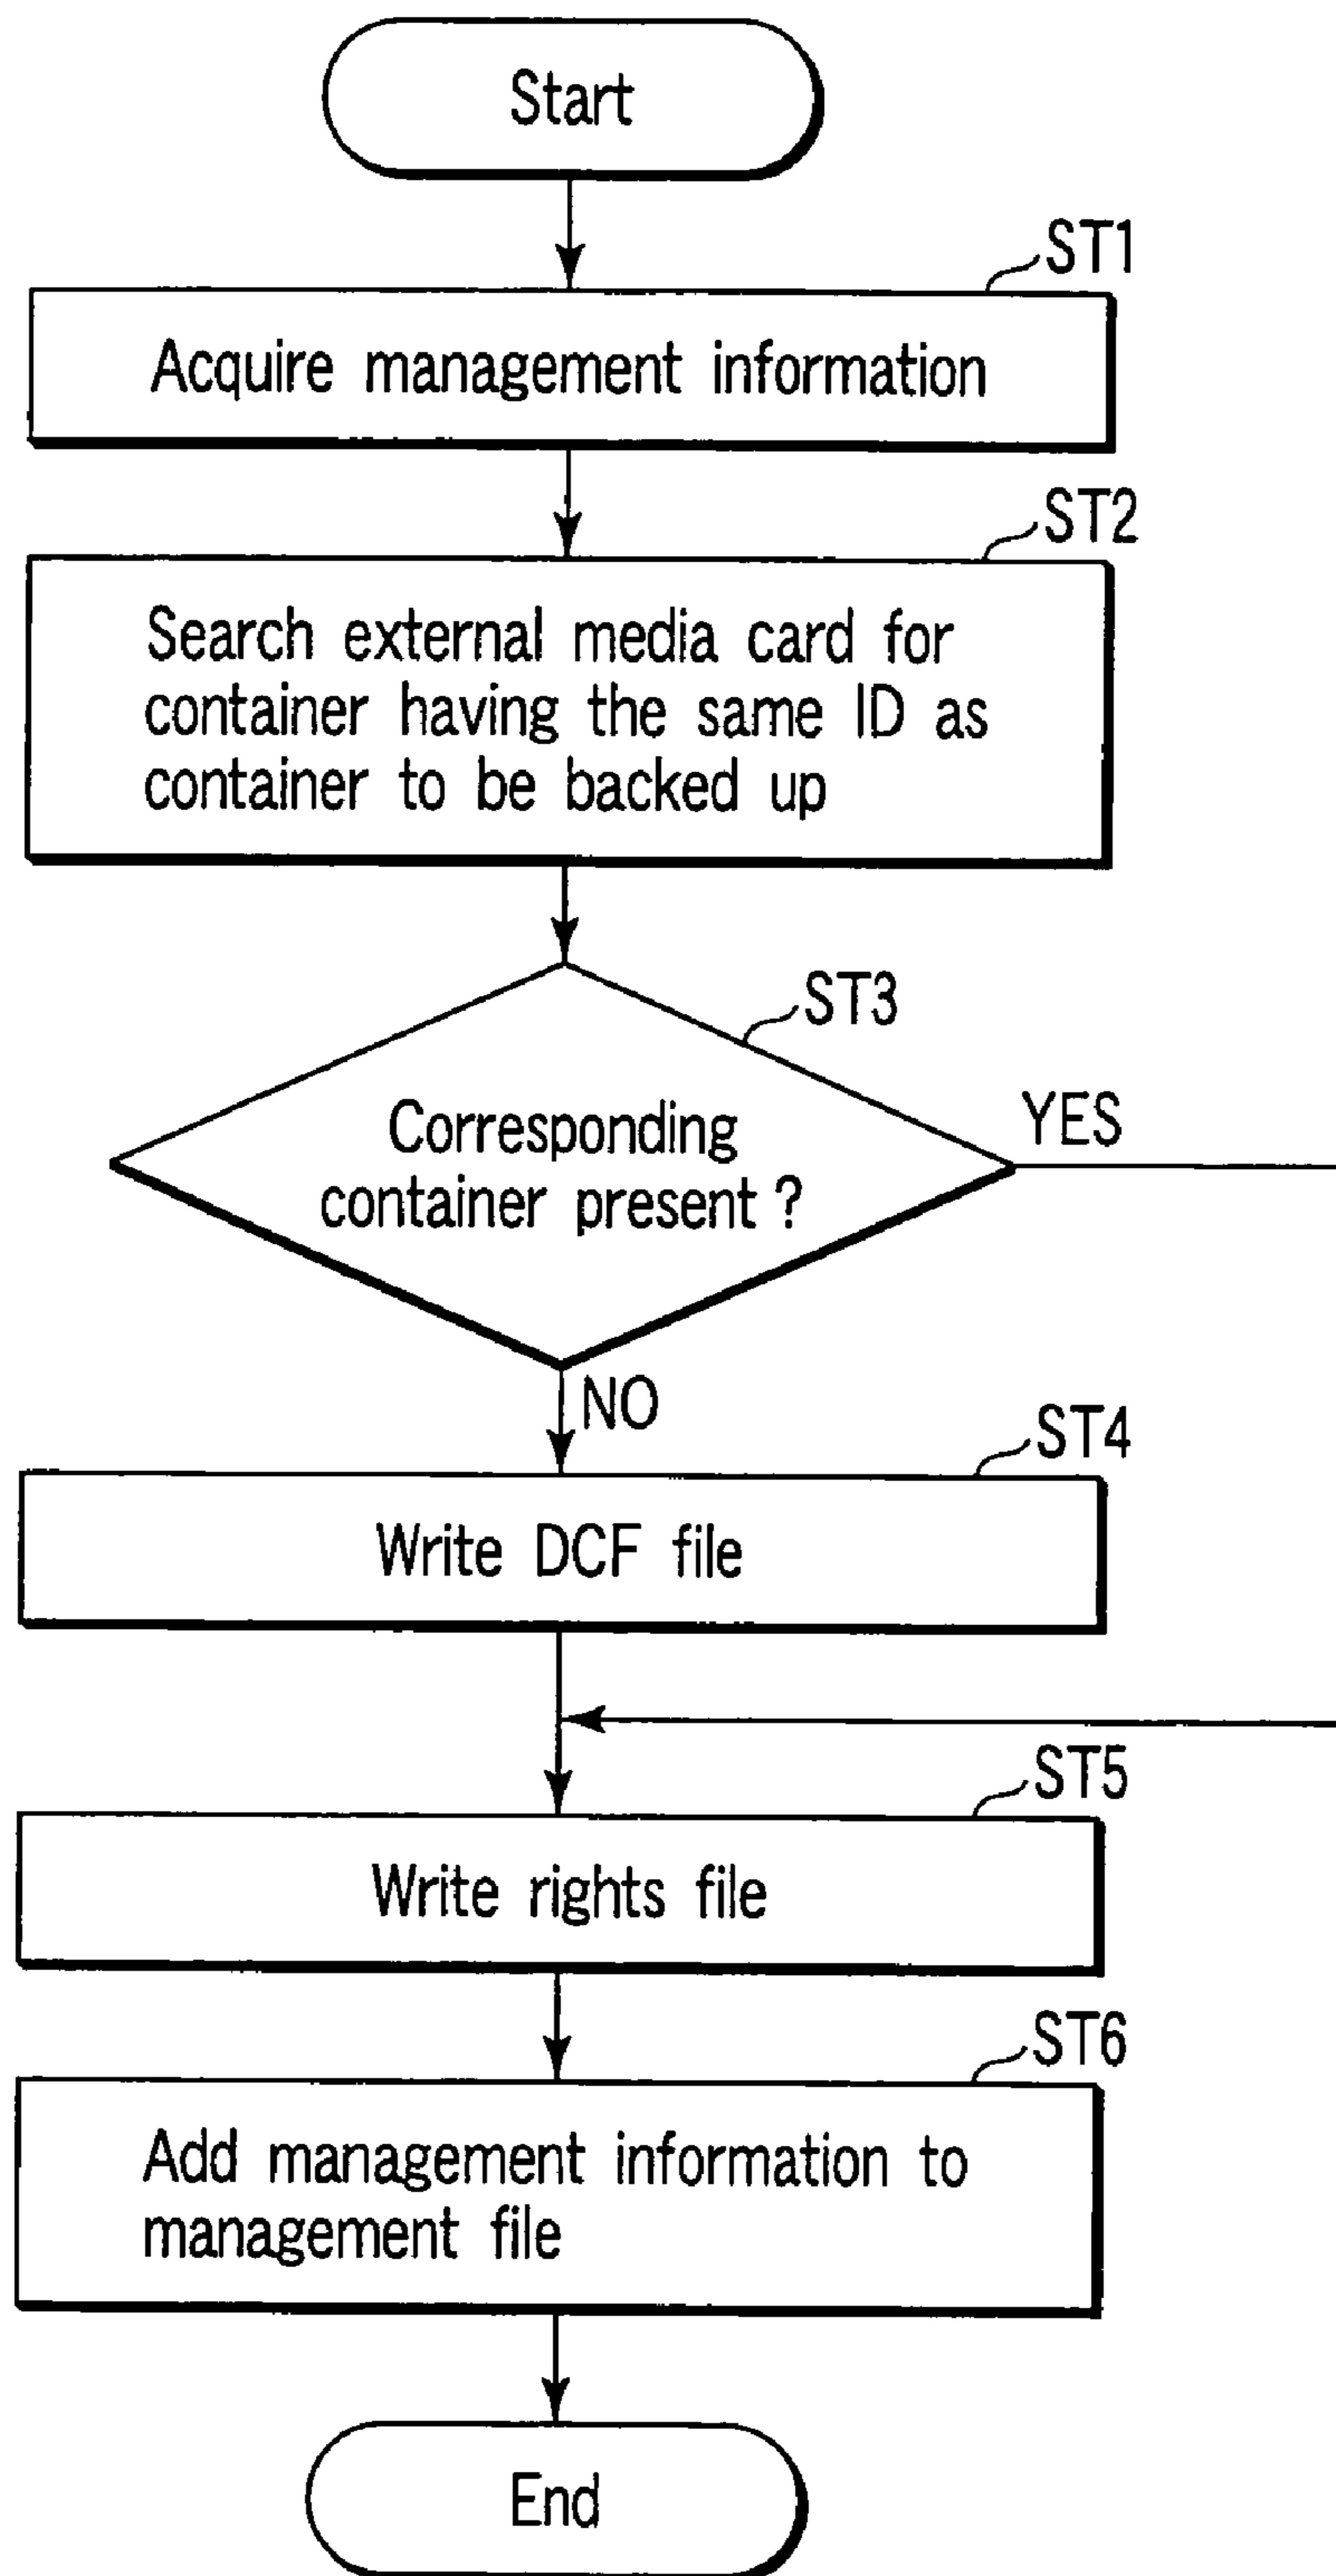 Start
ST1
Acquire management information
ST2
Search external media card for
container having the same ID as
container to be backed up
ST3
Corresponding
container present ?
YES
NO
ST4
Write DCF file
ST5
Write rights file
ST6
Add management information to
management file
End